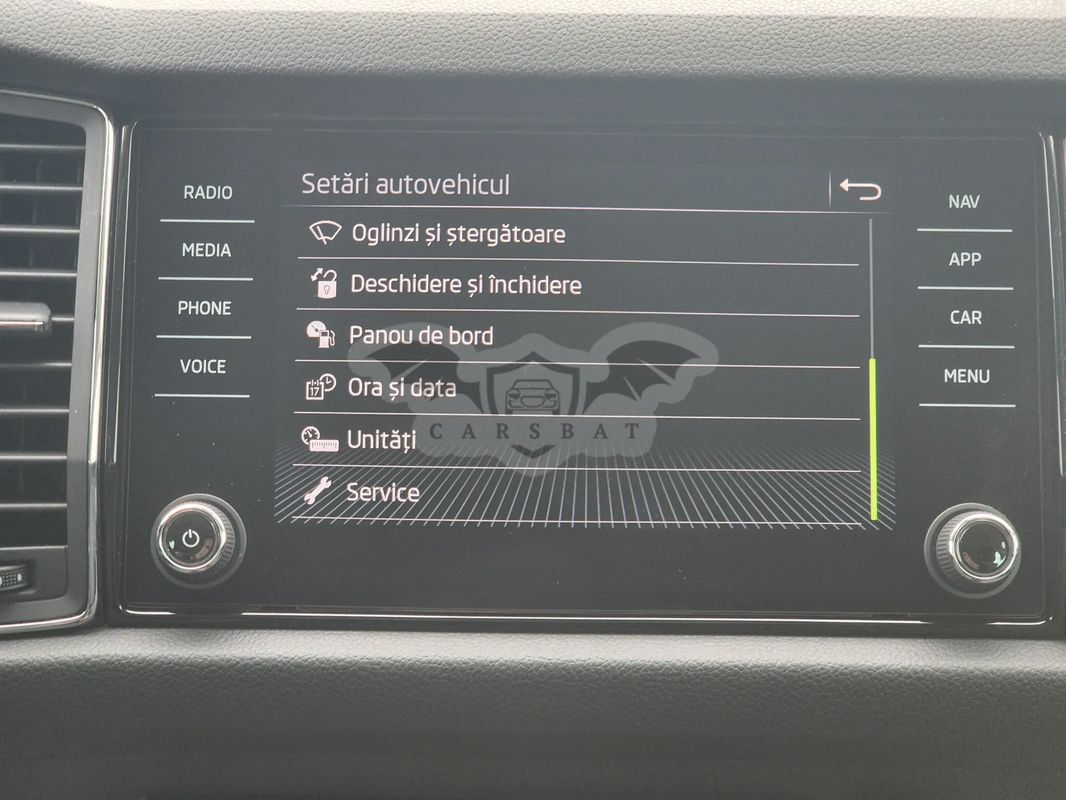 RADIO
MEDIA
PHONE
VOICE
Setări autovehicul
Oglinzi și ștergătoare
Deschidere și închidere
Panou de bord
17
Ora și data
Unități
Service
CARSBAT
NAV
APP
CAR
MENU